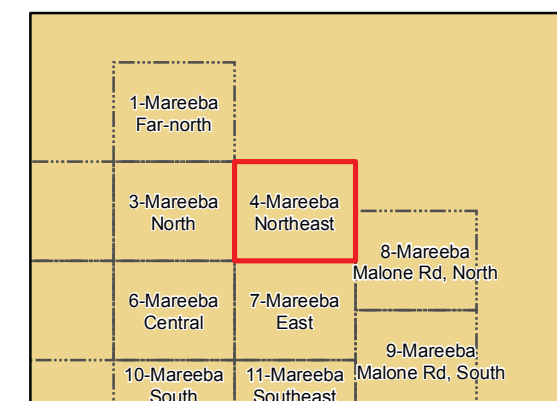 1-Mareeba
Far-north
3-Mareeba
North
4-Mareeba
Northeast
8-Mareeba
Malone Rd, North
6-Mareeba
Central
7-Mareeba
East
9-Mareeba
Malone Rd, South
10-Mareeba
South
11-Mareeba
Southeast